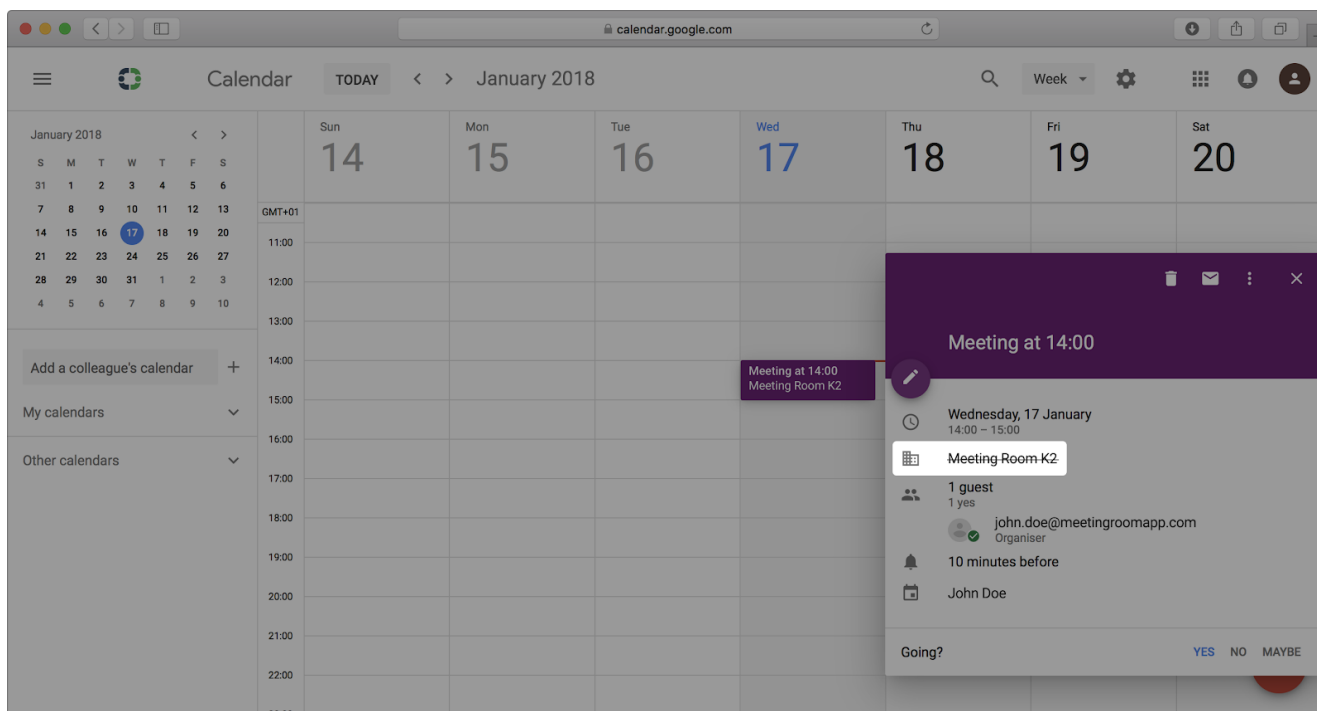 calendar.google.com
Calendar
TODAY
January 2018
Week
January 2018
S M T W T F S
31 1 2 3 4 5 6
7 8 9 10 11 12 13
14 15 16 17 18 19 20
21 22 23 24 25 26 27
28 29 30 31 1 2 3
4 5 6 7 8 9 10
Add a colleague's calendar
My calendars
Other calendars
Sun Mon Tue Wed Thu Fri Sat
14 15 16 17 18 19 20
GMT+01
11:00
12:00
13:00
14:00
15:00
16:00
17:00
18:00
19:00
20:00
21:00
22:00
Meeting at 14:00
Meeting Room K2
Meeting at 14:00
Wednesday, 17 January
14:00 – 15:00
Meeting Room K2
1 guest
1 yes
john.doe@meetingroomapp.com
Organiser
10 minutes before
John Doe
Going?
YES NO MAYBE